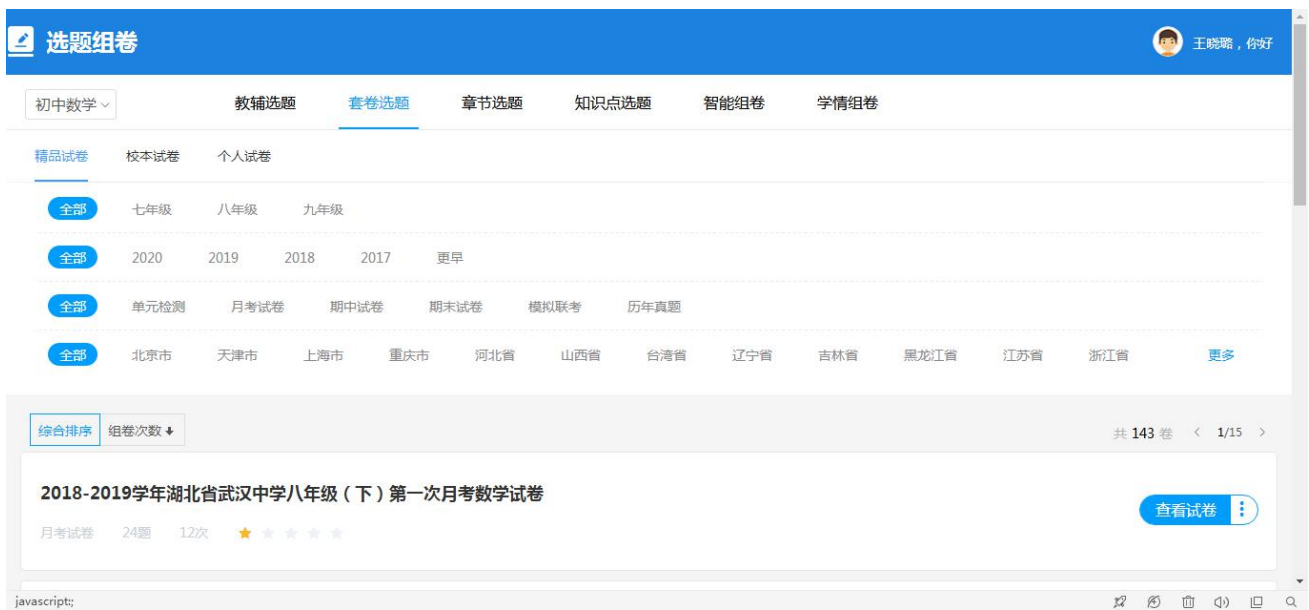 选题组卷
王晓璐，你好
初中数学 教辅选题 套卷选题 章节选题 知识点选题 智能组卷 学情组卷
精品试卷 校本试卷 个人试卷
全部 七年级 八年级 九年级
全部 2020 2019 2018 2017 更早
全部 单元检测 月考试卷 期中试卷 期末试卷 模拟联考 历年真题
全部 北京市 天津市 上海市 重庆市 河北省 山西省 台湾省 辽宁省 吉林省 黑龙江省 江苏省 浙江省 更多
综合排序 组卷次数 共 143 卷 < 1/15 >
2018-2019学年湖北省武汉中学八年级（下）第一次月考数学试卷
查看试卷
月考试卷 24题 12次
javascript:;